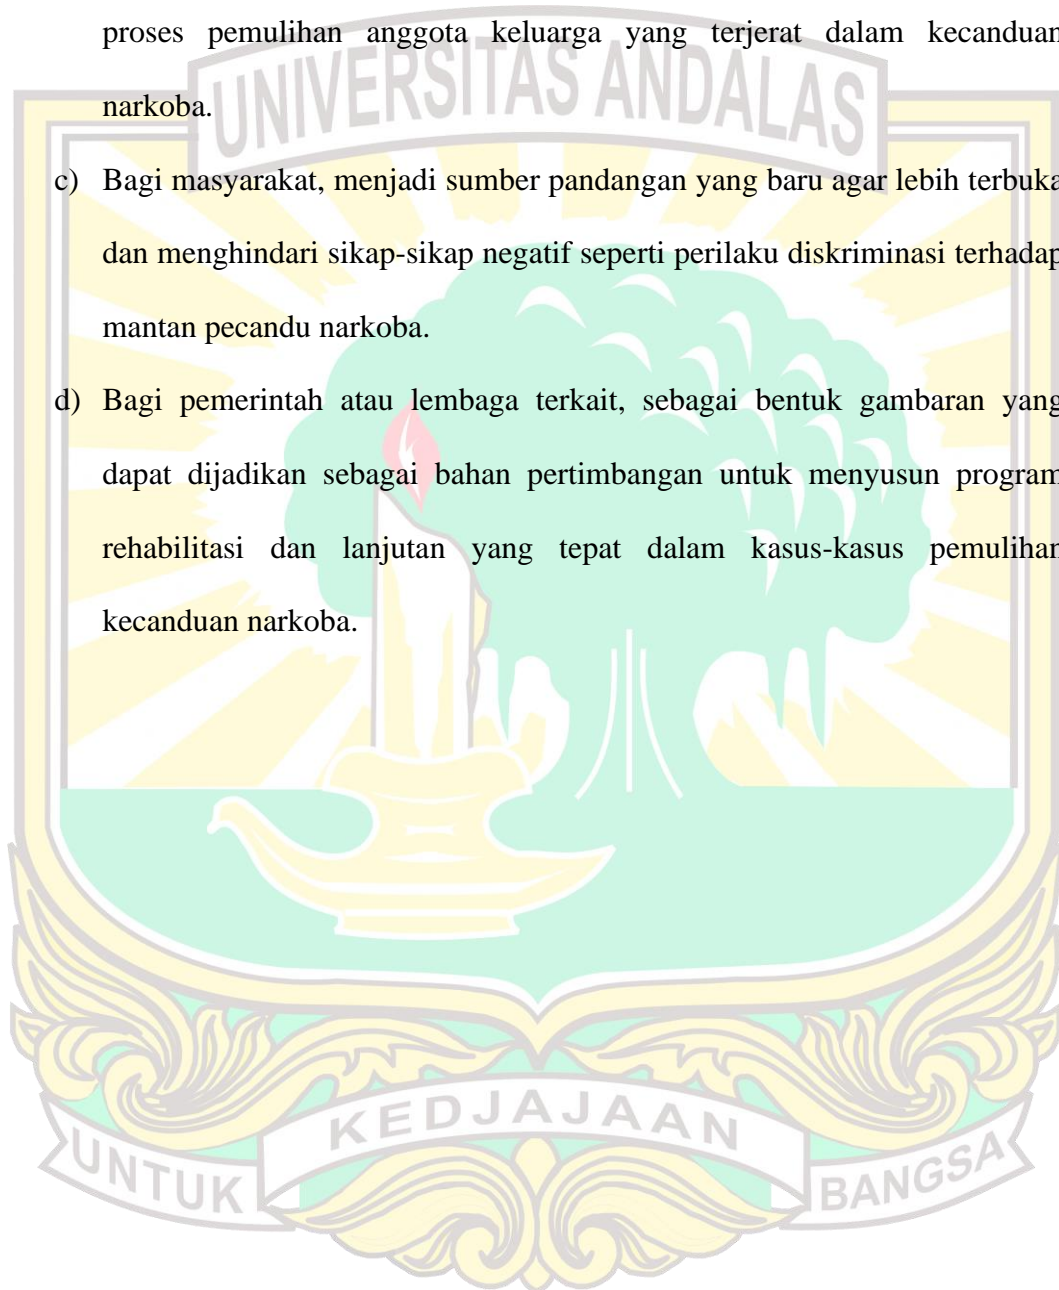 proses pemulihan anggota keluarga yang terjerat dalam kecanduan
narkoba.
UNIVERSITAS ANDALAS
c) Bagi masyarakat, menjadi sumber pandangan yang baru agar lebih terbuka
dan menghindari sikap-sikap negatif seperti perilaku diskriminasi terhadap
mantan pecandu narkoba.
d) Bagi pemerintah atau lembaga terkait, sebagai bentuk gambaran yang
dapat dijadikan sebagai bahan pertimbangan untuk menyusun program
rehabilitasi dan lanjutan yang tepat dalam kasus-kasus pemulihan
kecanduan narkoba.
UNTUK KEDJAJAAN BANGSA